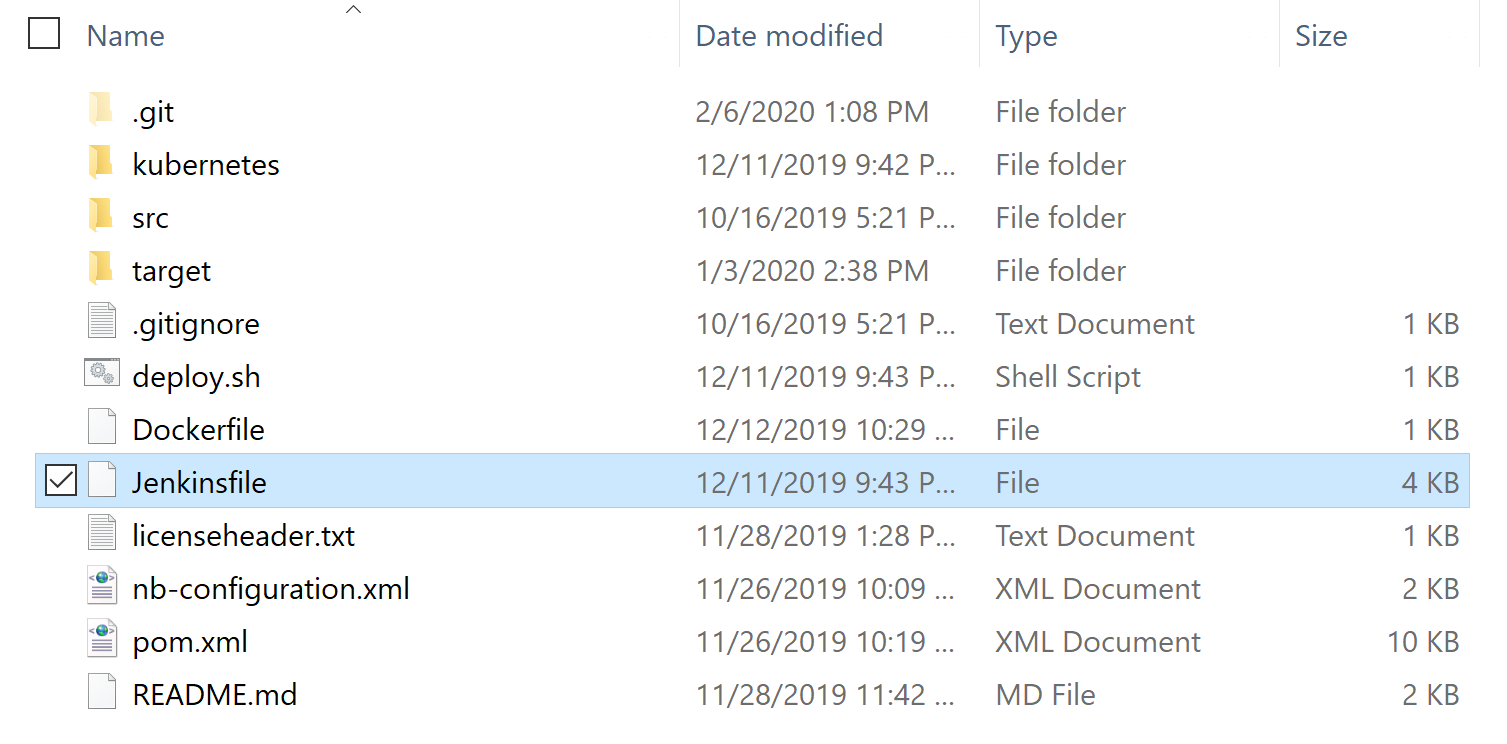 Name Date modified Type Size
.git 2/6/2020 1:08 PM File folder
kubernetes 12/11/2019 9:42 P... File folder
src 10/16/2019 5:21 P... File folder
target 1/3/2020 2:38 PM File folder
.gitignore 10/16/2019 5:21 P... Text Document 1 KB
deploy.sh 12/11/2019 9:43 P... Shell Script 1 KB
Dockerfile 12/12/2019 10:29 ... File 1 KB
Jenkinsfile 12/11/2019 9:43 P... File 4 KB
licenseheader.txt 11/28/2019 1:28 P... Text Document 1 KB
nb-configuration.xml 11/26/2019 10:09 ... XML Document 2 KB
pom.xml 11/26/2019 10:19 ... XML Document 10 KB
README.md 11/28/2019 11:42 ... MD File 2 KB